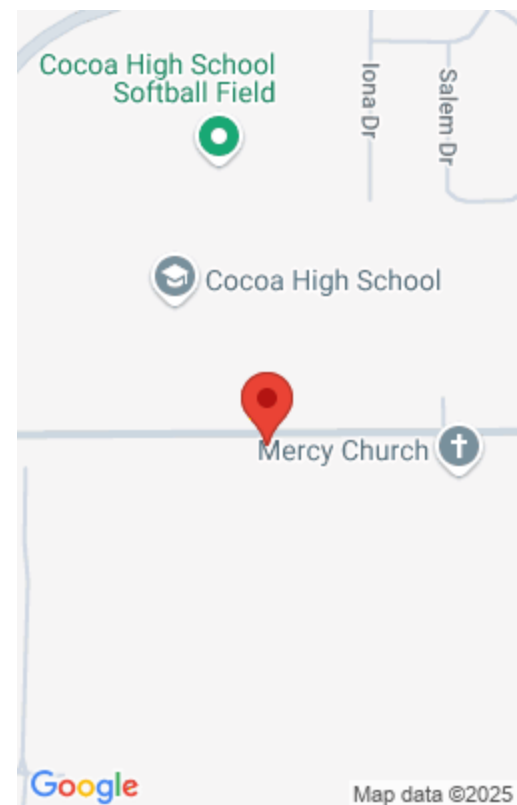 Cocoa High School
Softball Field
Iona Dr
Salem Dr
Cocoa High School
Mercy Church
Google
Map data ©2025